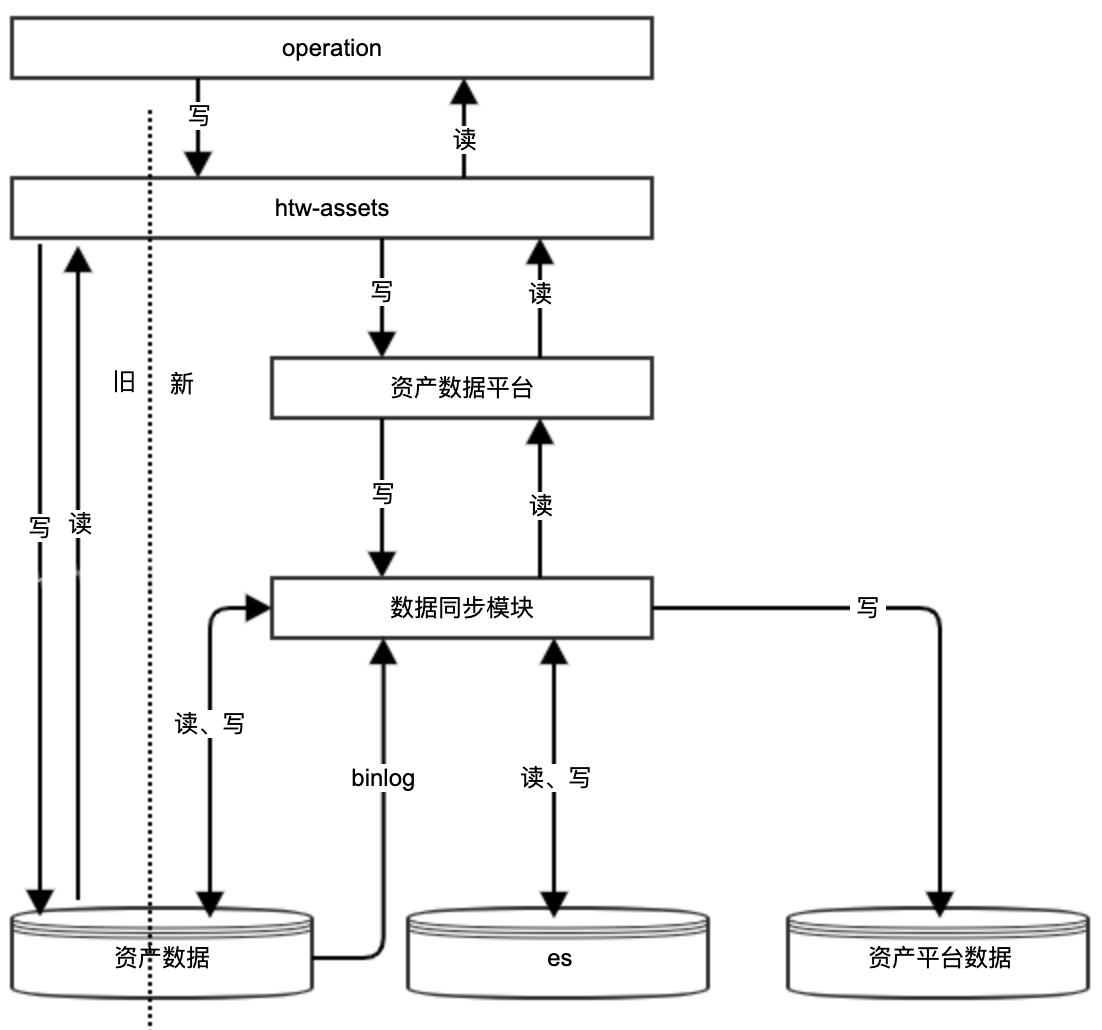 operation
写
读
htw-assets
写
读
旧
新
资产数据平台
写
读
写
读
数据同步模块
写
读、写
binlog
读、写
资产数据
es
资产平台数据